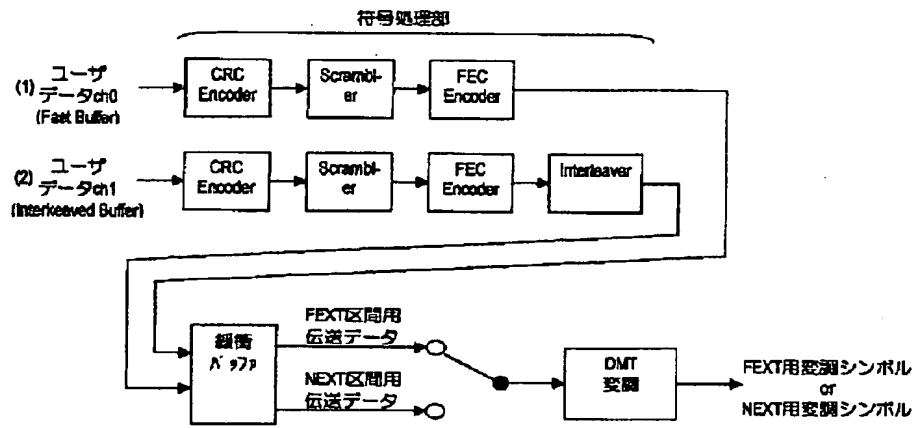 符号処理部
(1) ユーザ
データch0
(Fast Buffer)
CRC
Encoder
Scrambl-
er
FEC
Encoder
(2) ユーザ
データch1
(Interkeaved Buffer)
CRC
Encoder
Scrambl-
er
FEC
Encoder
Interleaver
緩衝
バッファ
FEXT区間用
伝送データ
NEXT区間用
伝送データ
DMT
変調
FEXT用変調シンボル
or
NEXT用変調シンボル